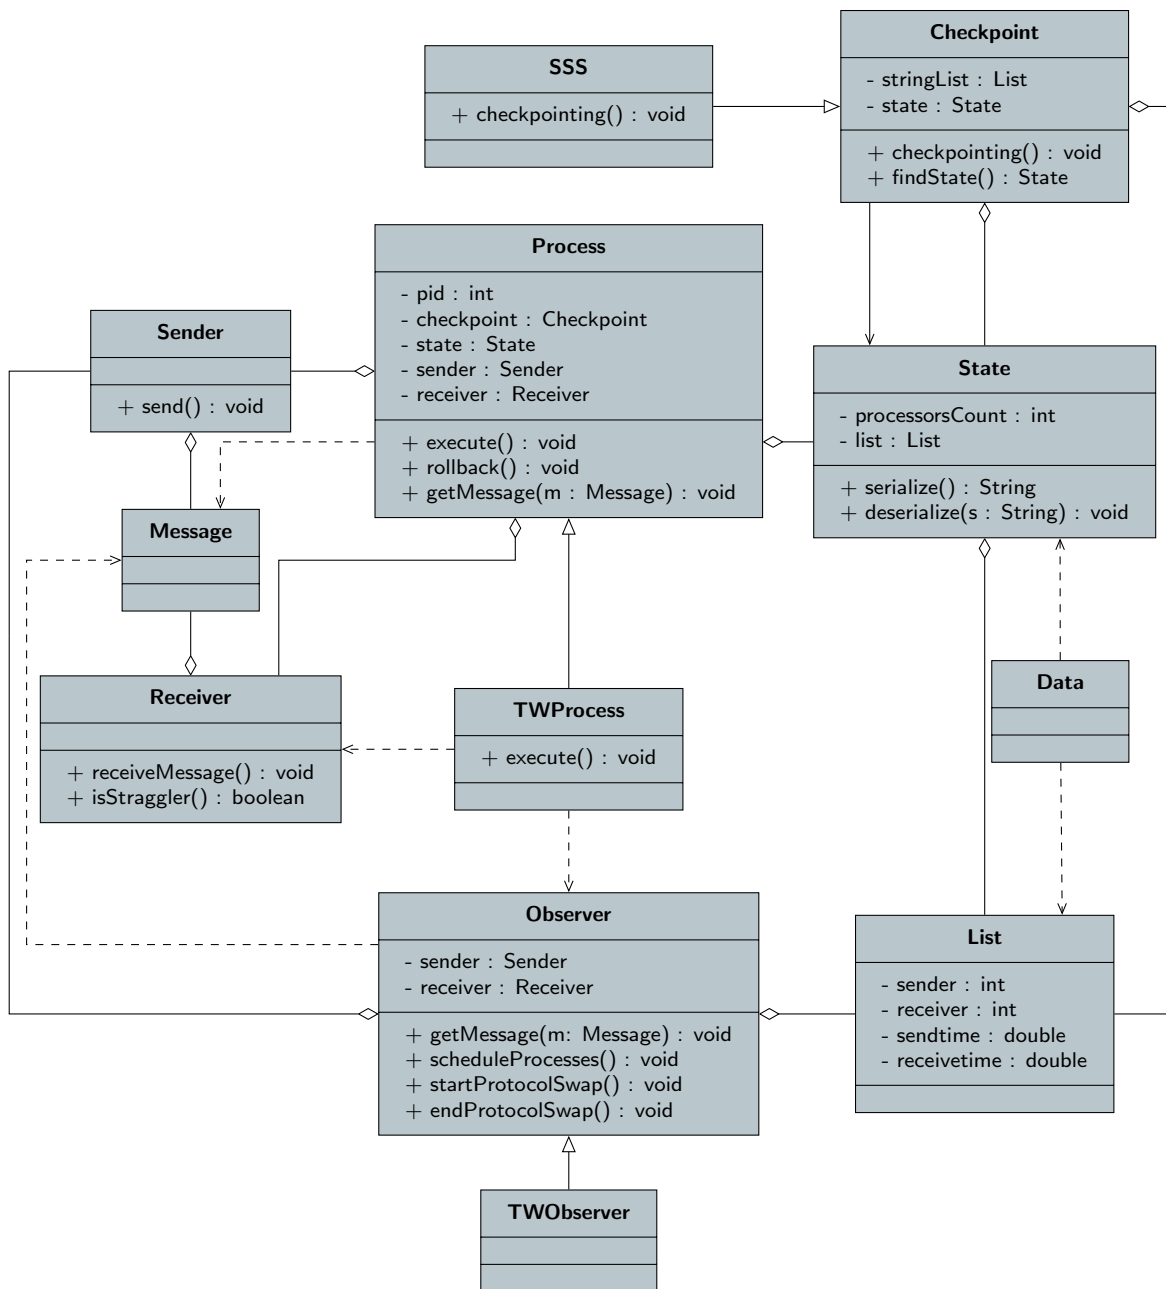 Checkpoint
- stringList : List
- state : State
+ checkpointing() : void
+ findState() : State
SSS
+ checkpointing() : void
Process
- pid : int
- checkpoint : Checkpoint
- state : State
- sender : Sender
- receiver : Receiver
+ execute() : void
+ rollback() : void
+ getMessage(m : Message) : void
Sender
+ send() : void
State
- processorsCount : int
- list : List
+ serialize() : String
+ deserialize(s : String) : void
Message
Receiver
+ receiveMessage() : void
+ isStraggler() : boolean
TWProcess
+ execute() : void
Data
Observer
- sender : Sender
- receiver : Receiver
+ getMessage(m: Message) : void
+ scheduleProcesses() : void
+ startProtocolSwap() : void
+ endProtocolSwap() : void
List
- sender : int
- receiver : int
- sendtime : double
- receivetime : double
TWObserver